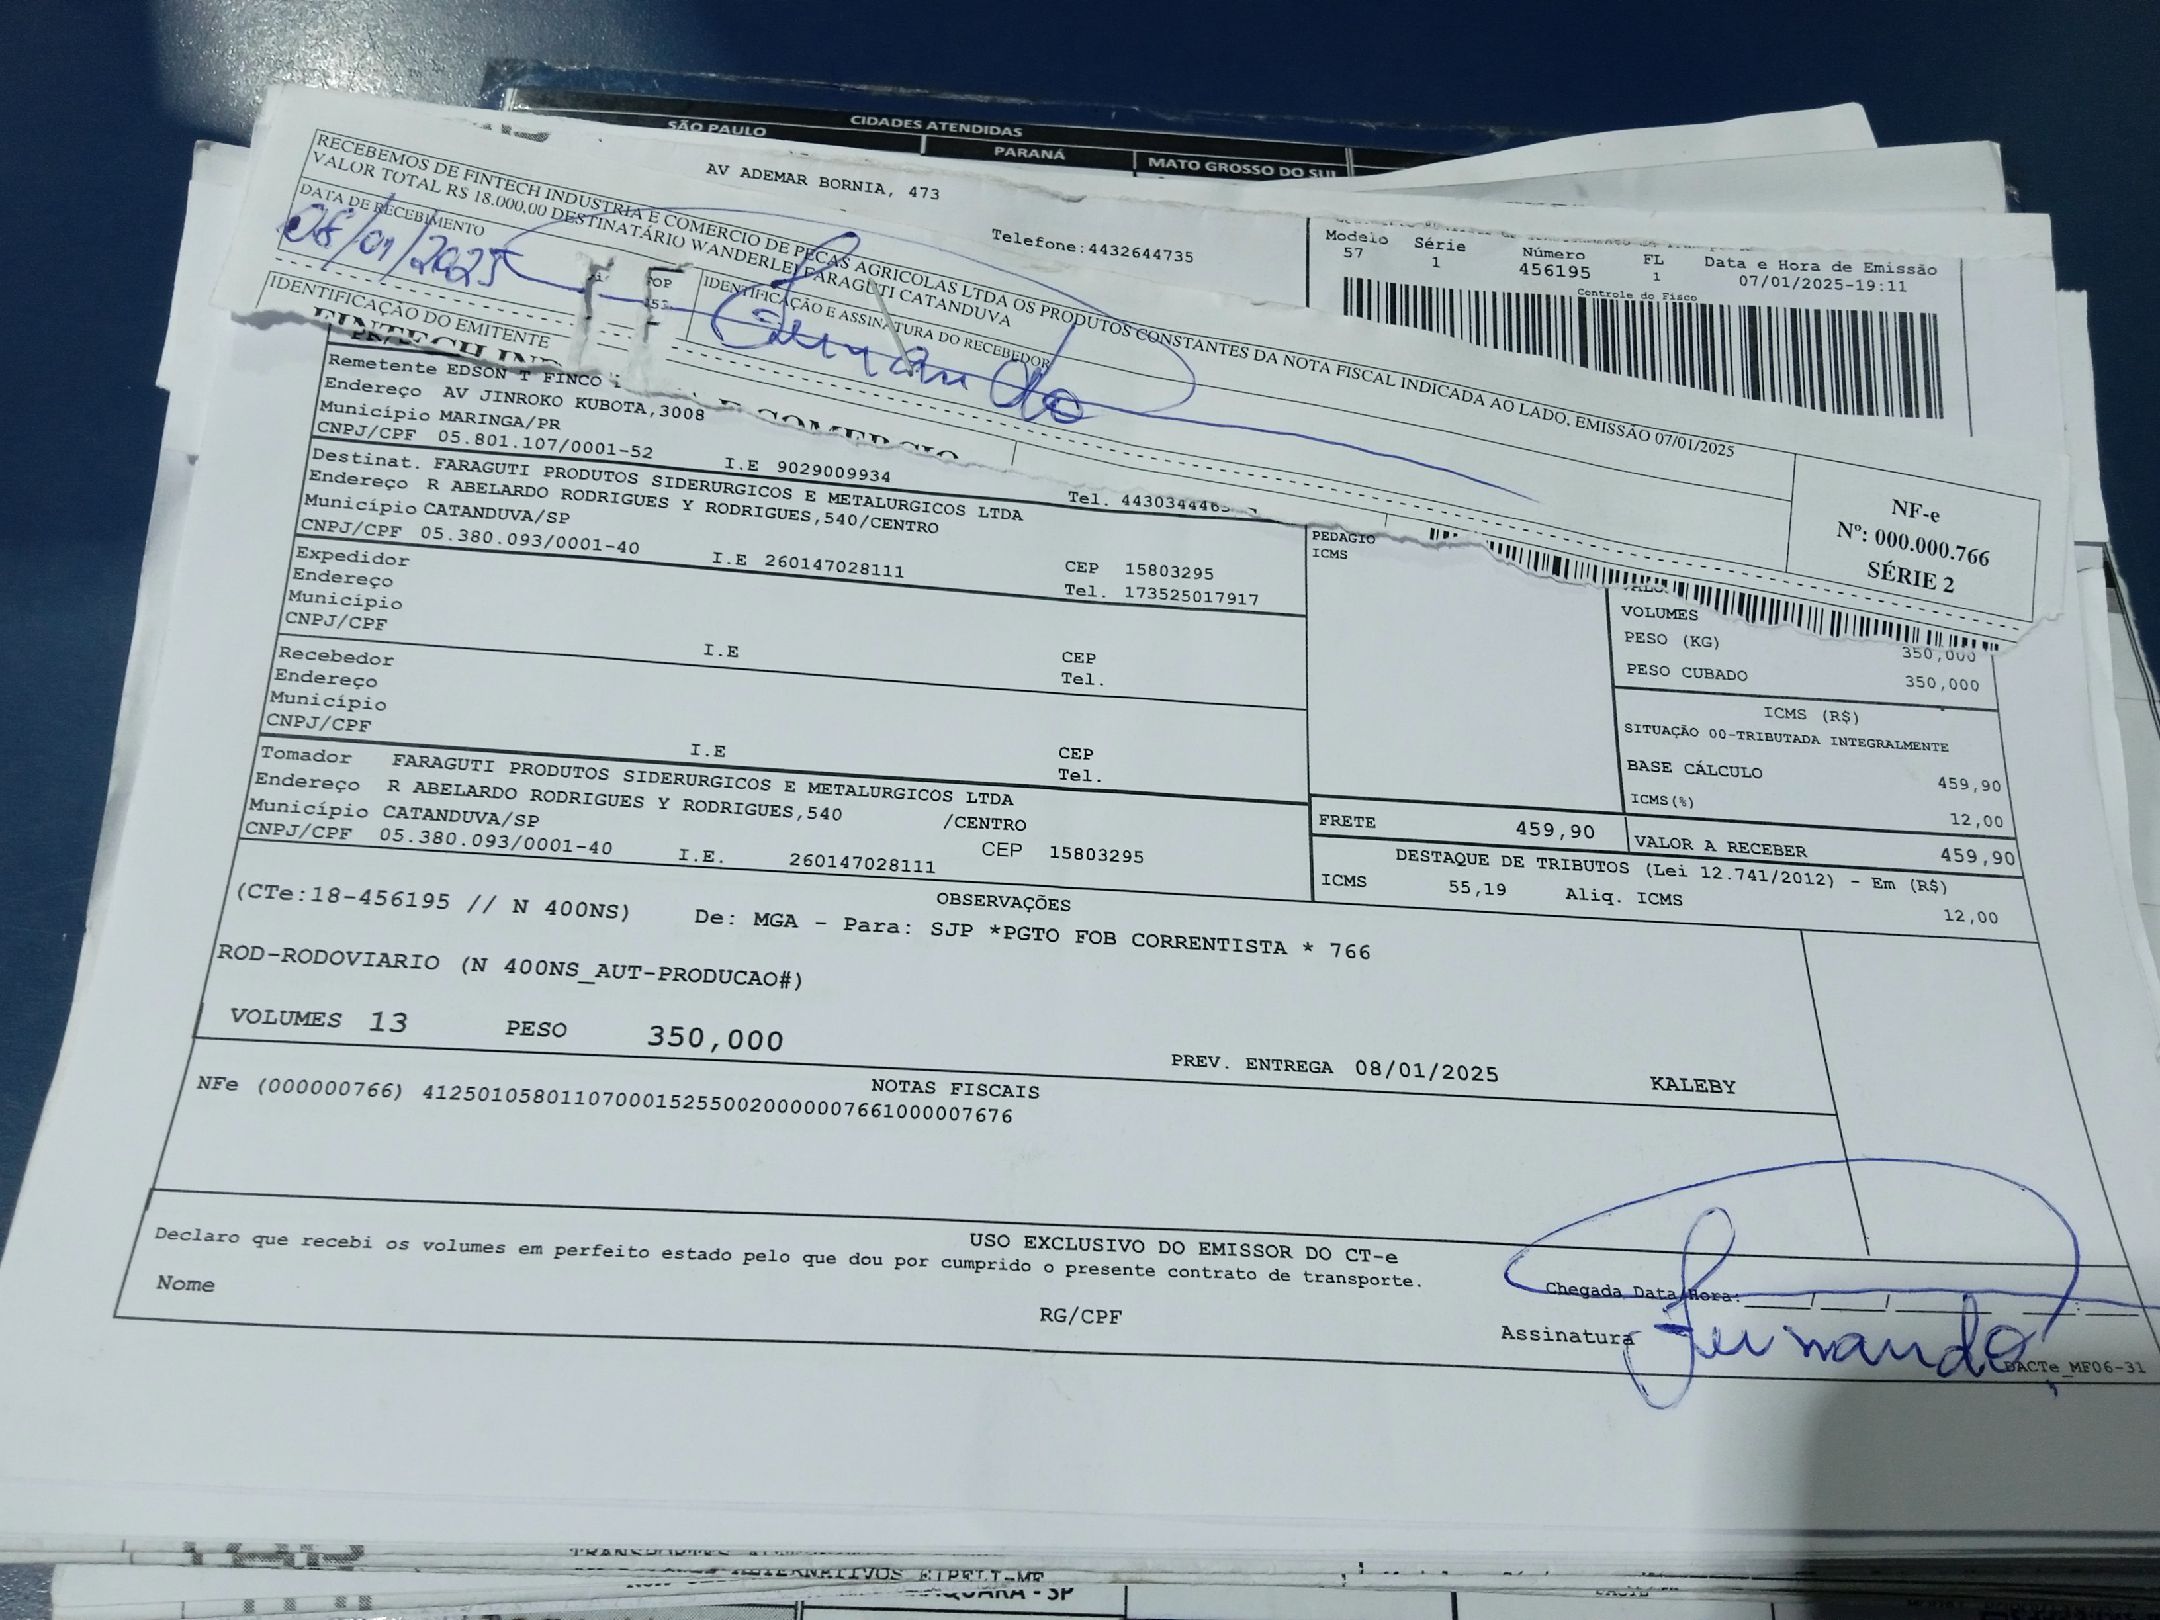 CIDADES ATENDIDAS
SÃO PAULO
PARANÁ
MATO GROSSO DO SUL
AV ADEMAR BORNIA, 473
Telefone:4432644735
Modelo Série Número FL Data e Hora de Emissão
57 1 456195 1 07/01/2025-19:11
Controle do Fisco
RECEBEMOS DE FINTECH INDUSTRIA E COMERCIO DE PEÇAS AGRICOLAS LTDA OS PRODUTOS CONSTANTES DA NOTA FISCAL INDICADA AO LADO. EMISSÃO 07/01/2025
VALOR TOTAL R$ 18.000,00 DESTINATÁRIO WANDERLEI FARAGUTI CATANDUVA
DATA DE RECEBIMENTO
08/01/2025
IDENTIFICAÇÃO E ASSINATURA DO RECEBEDOR
Fernando
NF-e
Nº: 000.000.766
SÉRIE 2
IDENTIFICAÇÃO DO EMITENTE
Remetente EDSON T FINCO
Endereço AV JINROKO KUBOTA,3008
Município MARINGA/PR
CNPJ/CPF 05.801.107/0001-52 I.E 9029009934
Tel.
Destinat. FARAGUTI PRODUTOS SIDERURGICOS E METALURGICOS LTDA
Endereço R ABELARDO RODRIGUES Y RODRIGUES,540/CENTRO
Município CATANDUVA/SP CEP 15803295
CNPJ/CPF 05.380.093/0001-40 I.E 260147028111 Tel. 173525017917
Expedidor
Endereço
Município CEP
CNPJ/CPF I.E Tel.
Recebedor
Endereço
Município CEP
CNPJ/CPF I.E Tel.
Tomador FARAGUTI PRODUTOS SIDERURGICOS E METALURGICOS LTDA
Endereço R ABELARDO RODRIGUES Y RODRIGUES,540 /CENTRO
Município CATANDUVA/SP CEP 15803295
CNPJ/CPF 05.380.093/0001-40 I.E. 260147028111
PEDAGIO
ICMS
VOLUMES
PESO (KG) 350,000
PESO CUBADO 350,000
ICMS (R$)
SITUAÇÃO 00-TRIBUTADA INTEGRALMENTE
BASE CÁLCULO 459,90
ICMS(%) 12,00
FRETE 459,90 VALOR A RECEBER 459,90
DESTAQUE DE TRIBUTOS (Lei 12.741/2012) - Em (R$)
ICMS 55,19 Aliq. ICMS 12,00
OBSERVAÇÕES
(CTe:18-456195 // N 400NS) De: MGA - Para: SJP *PGTO FOB CORRENTISTA * 766
ROD-RODOVIARIO (N 400NS_AUT-PRODUCAO#)
VOLUMES 13 PESO 350,000 PREV. ENTREGA 08/01/2025 KALEBY
NOTAS FISCAIS
NFe (000000766) 41250105801107000152550020000007661000007676
USO EXCLUSIVO DO EMISSOR DO CT-e
Declaro que recebi os volumes em perfeito estado pelo que dou por cumprido o presente contrato de transporte.
Chegada Data/Hora:
Nome RG/CPF Assinatura Fernando
DACTe_MF06-31